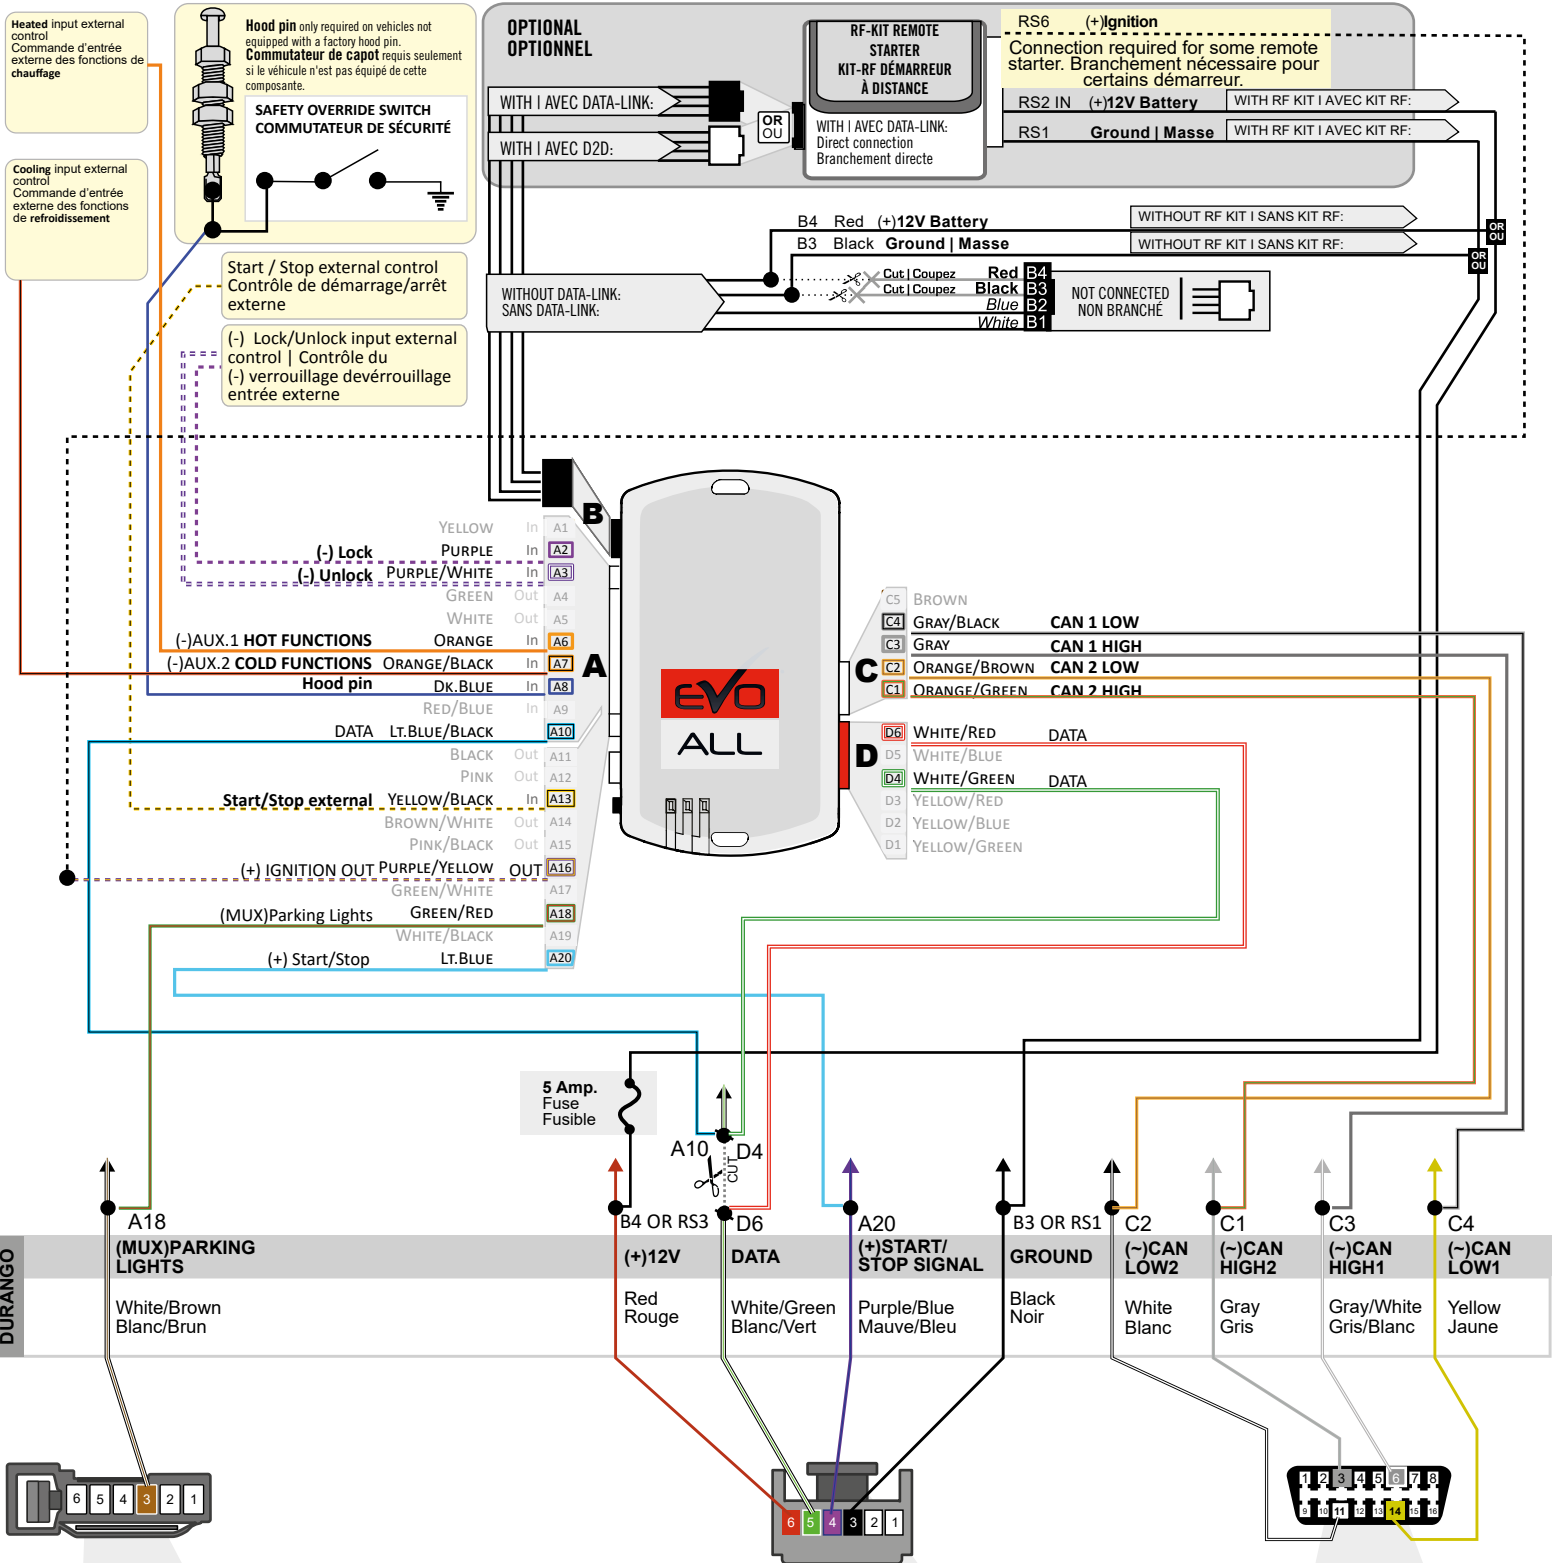 Heated input external
control
Commande d'entrée
externe des fonctions de
chauffage
Cooling input external
control
Commande d'entrée
externe des fonctions
de refroidissement
Hood pin only required on vehicles not
equipped with a factory hood pin.
Commutateur de capot requis seulement
si le véhicule n'est pas équipé de cette
composante.
SAFETY OVERRIDE SWITCH
COMMUTATEUR DE SÉCURITÉ
Start / Stop external control
Contrôle de démarrage/arrêt
externe
(-) Lock/Unlock input external
control | Contrôle du
(-) verrouillage devérrouillage
entrée externe
OPTIONAL
OPTIONNEL
WITH I AVEC DATA-LINK:
WITH I AVEC D2D:
OR
OU
RF-KIT REMOTE
STARTER
KIT-RF DÉMARREUR
À DISTANCE
WITH I AVEC DATA-LINK:
Direct connection
Branchement directe
RS6 (+)Ignition
Connection required for some remote
starter. Branchement nécessaire pour
certains démarreur.
RS2 IN (+)12V Battery WITH RF KIT I AVEC KIT RF:
RS1 Ground | Masse WITH RF KIT I AVEC KIT RF:
B4 Red (+)12V Battery WITHOUT RF KIT I SANS KIT RF:
B3 Black Ground | Masse WITHOUT RF KIT I SANS KIT RF:
OR
OU
OR
OU
WITHOUT DATA-LINK:
SANS DATA-LINK:
Cut | Coupez Red B4
Cut | Coupez Black B3
Blue B2
White B1
NOT CONNECTED
NON BRANCHÉ
B
YELLOW In A1
(-) Lock PURPLE In A2
(-) Unlock PURPLE/WHITE In A3
GREEN Out A4
WHITE Out A5
(-)AUX.1 HOT FUNCTIONS ORANGE In A6
(-)AUX.2 COLD FUNCTIONS ORANGE/BLACK In A7
Hood pin DK.BLUE In A8
RED/BLUE In A9
DATA LT.BLUE/BLACK A10
BLACK Out A11
PINK Out A12
Start/Stop external YELLOW/BLACK In A13
BROWN/WHITE Out A14
PINK/BLACK Out A15
(+) IGNITION OUT PURPLE/YELLOW OUT A16
GREEN/WHITE A17
(MUX)Parking Lights GREEN/RED A18
WHITE/BLACK A19
(+) Start/Stop LT.BLUE A20
A
EVO
ALL
C
C5 BROWN
C4 GRAY/BLACK CAN 1 LOW
C3 GRAY CAN 1 HIGH
C2 ORANGE/BROWN CAN 2 LOW
C1 ORANGE/GREEN CAN 2 HIGH
D
D6 WHITE/RED DATA
D5 WHITE/BLUE
D4 WHITE/GREEN DATA
D3 YELLOW/RED
D2 YELLOW/BLUE
D1 YELLOW/GREEN
5 Amp.
Fuse
Fusible
A10 D4
CUT
A18
B4 OR RS3
D6
A20
B3 OR RS1
C2
C1
C3
C4
DURANGO
(MUX)PARKING
LIGHTS
(+)12V
DATA
(+)START/
STOP SIGNAL
GROUND
(~)CAN
LOW2
(~)CAN
HIGH2
(~)CAN
HIGH1
(~)CAN
LOW1
White/Brown
Blanc/Brun
Red
Rouge
White/Green
Blanc/Vert
Purple/Blue
Mauve/Bleu
Black
Noir
White
Blanc
Gray
Gris
Gray/White
Gris/Blanc
Yellow
Jaune
6 5 4 3 2 1
6 5 4 3 2 1
1 2 3 4 5 6 7 8
9 10 11 12 13 14 15 16